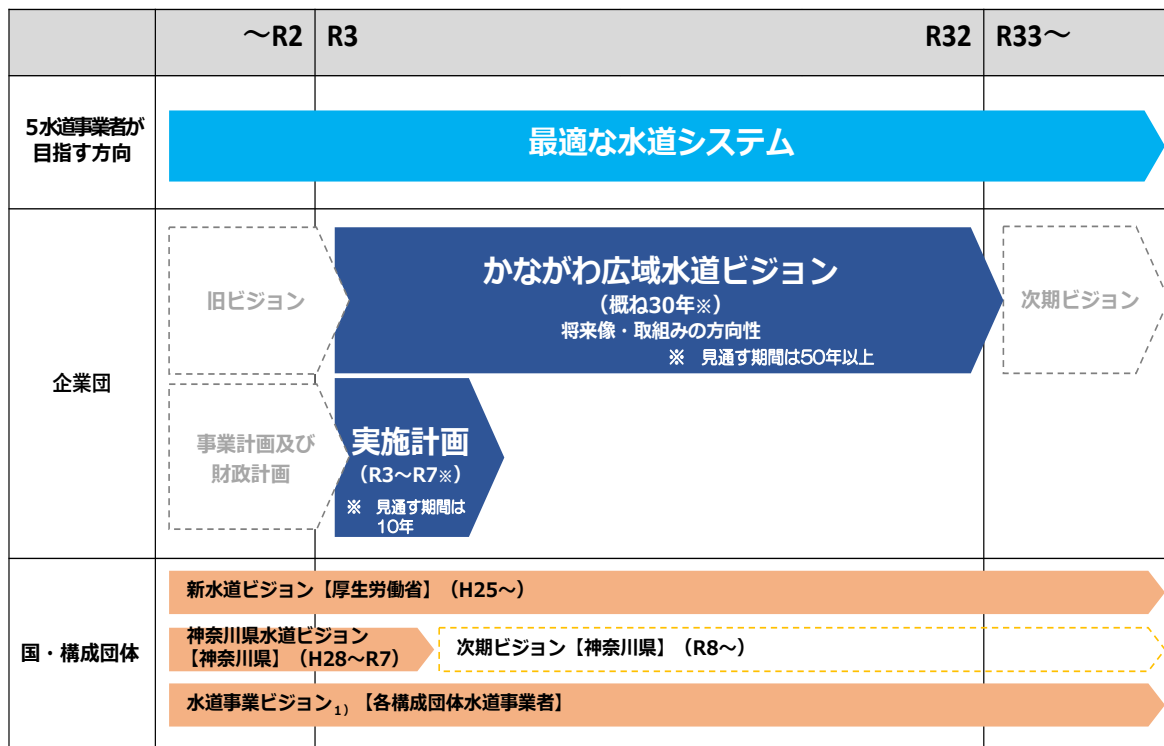 ～R2
R3
R32
R33～
5水道事業者が
目指す方向
最適な水道システム
企業団
旧ビジョン
かながわ広域水道ビジョン
（概ね30年※）
将来像・取組みの方向性
※　見通す期間は50年以上
次期ビジョン
事業計画及び
財政計画
実施計画
（R3～R7※）
※　見通す期間は
10年
国・構成団体
新水道ビジョン【厚生労働省】（H25～）
神奈川県水道ビジョン
【神奈川県】（H28～R7）
次期ビジョン【神奈川県】（R8～）
水道事業ビジョン1）【各構成団体水道事業者】